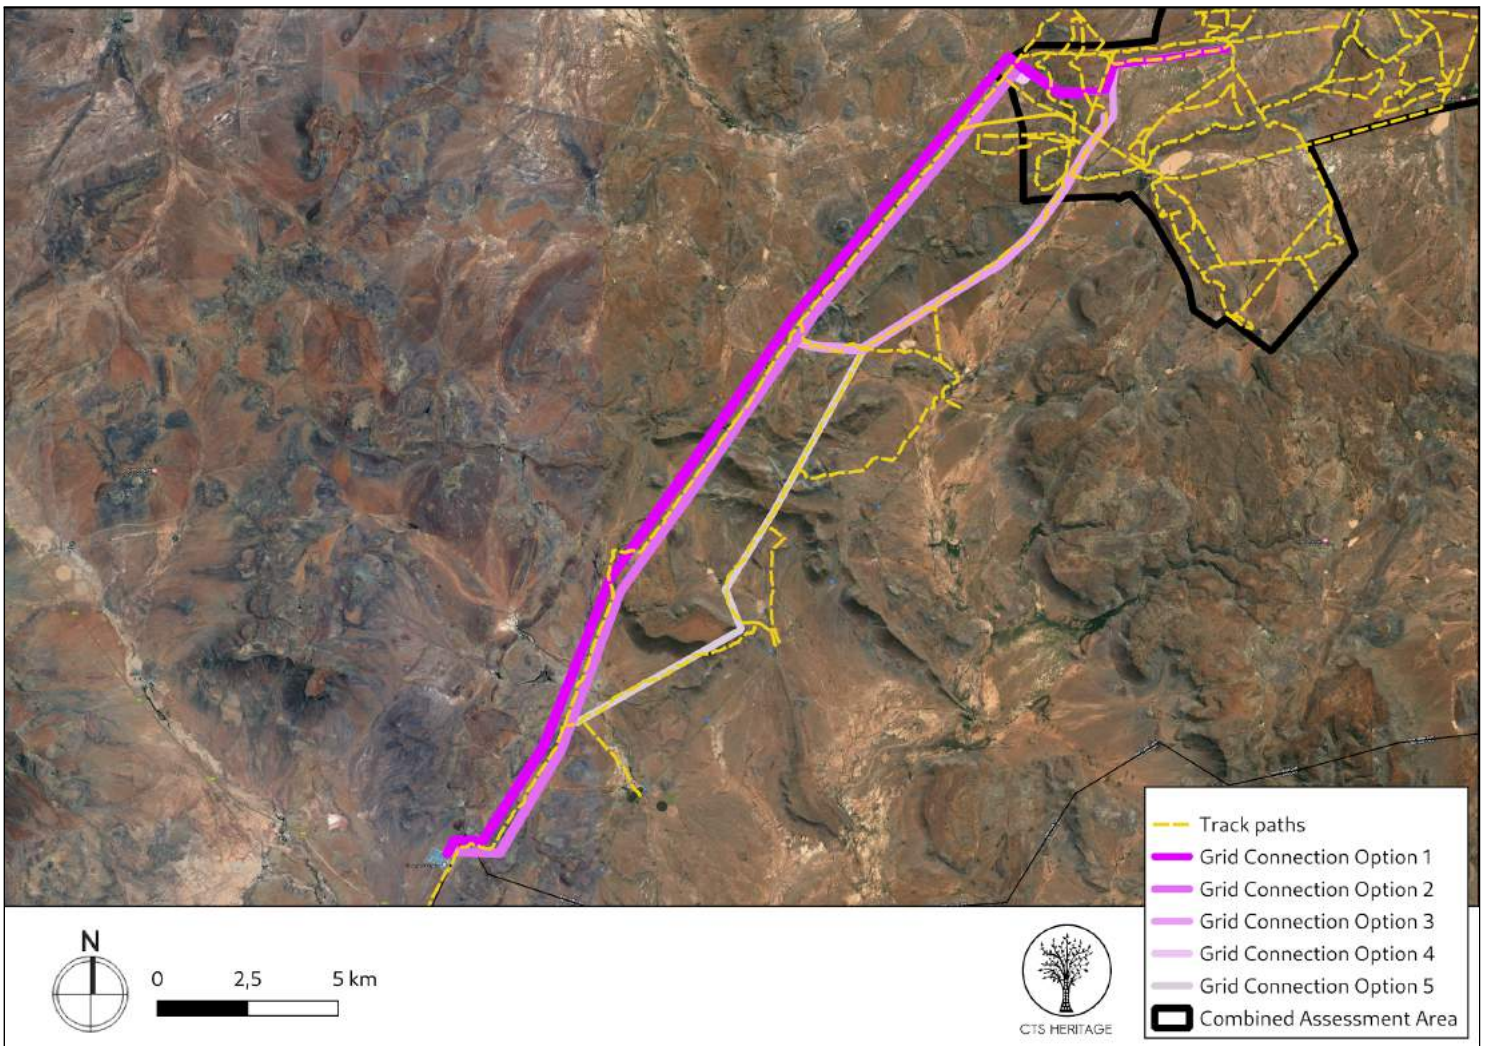 Track paths
Grid Connection Option 1
Grid Connection Option 2
Grid Connection Option 3
Grid Connection Option 4
Grid Connection Option 5
Combined Assessment Area
N
0 2,5 5 km
CTS HERITAGE